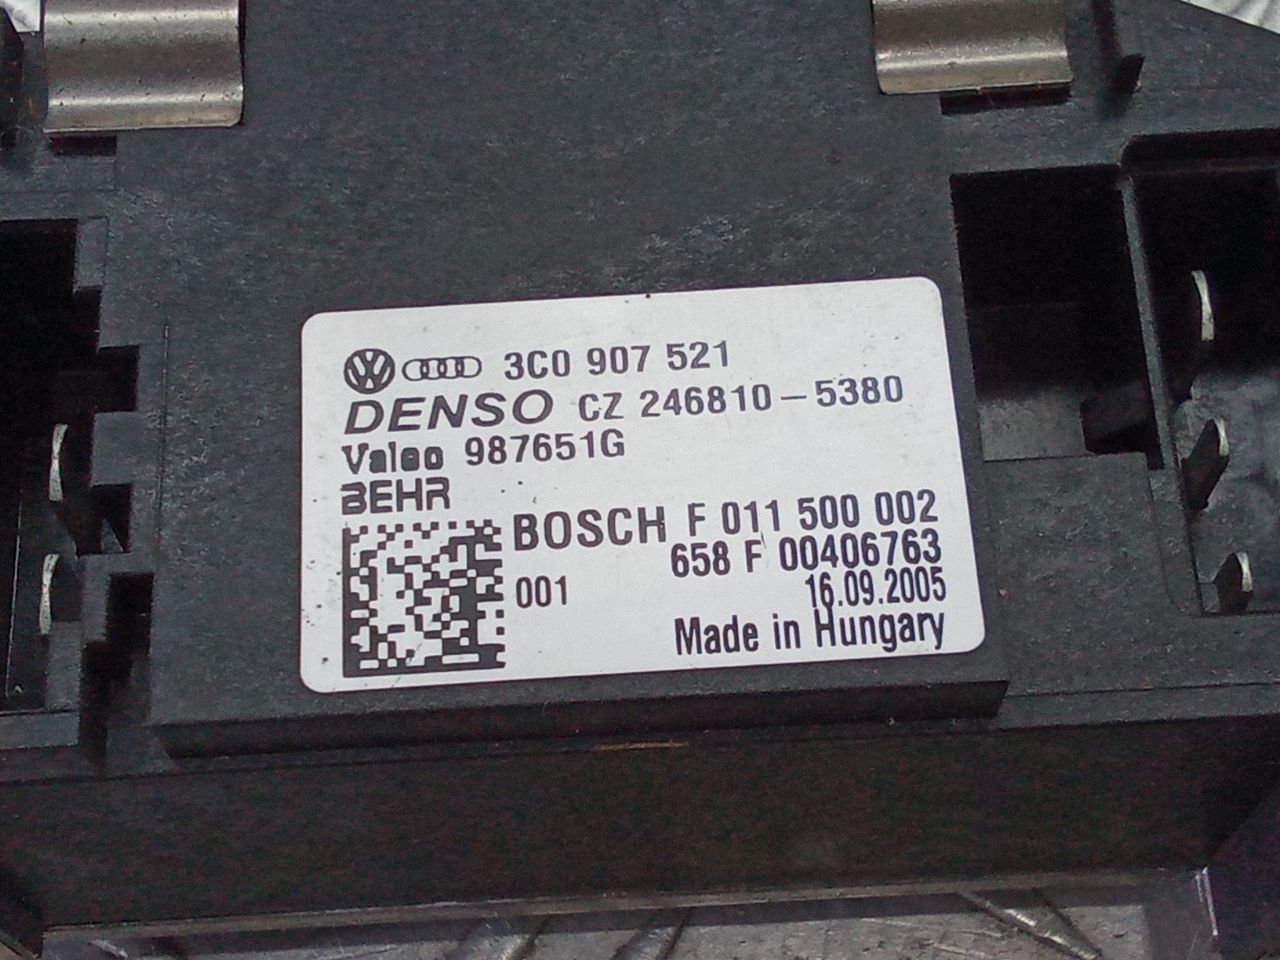 3C0 907 521
DENSO CZ 246810-5380
Valeo 987651G
BEHR
BOSCH F 011 500 002
658 F 00406763
001 16.09.2005
Made in Hungary